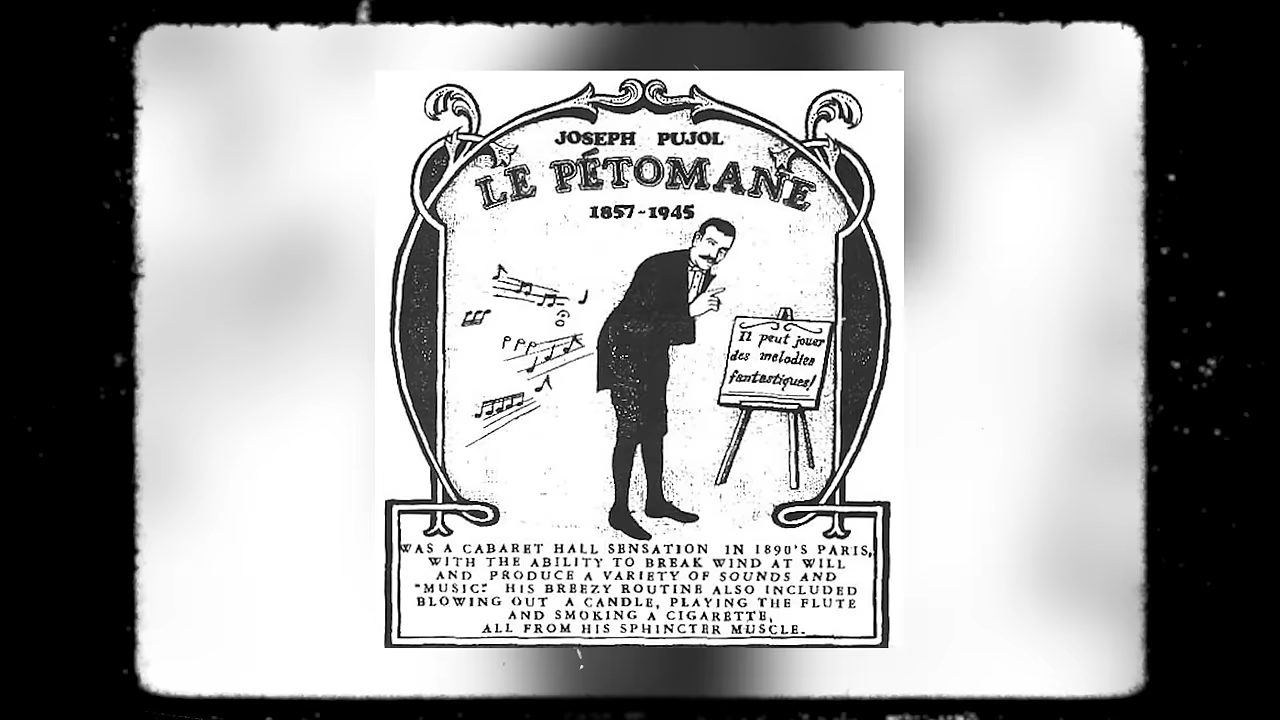 JOSEPH PUJOL
LE PÉTOMANE
1857-1945
Il peut jouer
des melodies
fantastiques!
WAS A CABARET HALL SENSATION IN 1890'S PARIS,
WITH THE ABILITY TO BREAK WIND AT WILL
AND PRODUCE A VARIETY OF SOUNDS AND
"MUSIC." HIS BREEZY ROUTINE ALSO INCLUDED
BLOWING OUT A CANDLE, PLAYING THE FLUTE
AND SMOKING A CIGARETTE,
ALL FROM HIS SPHINCTER MUSCLE.